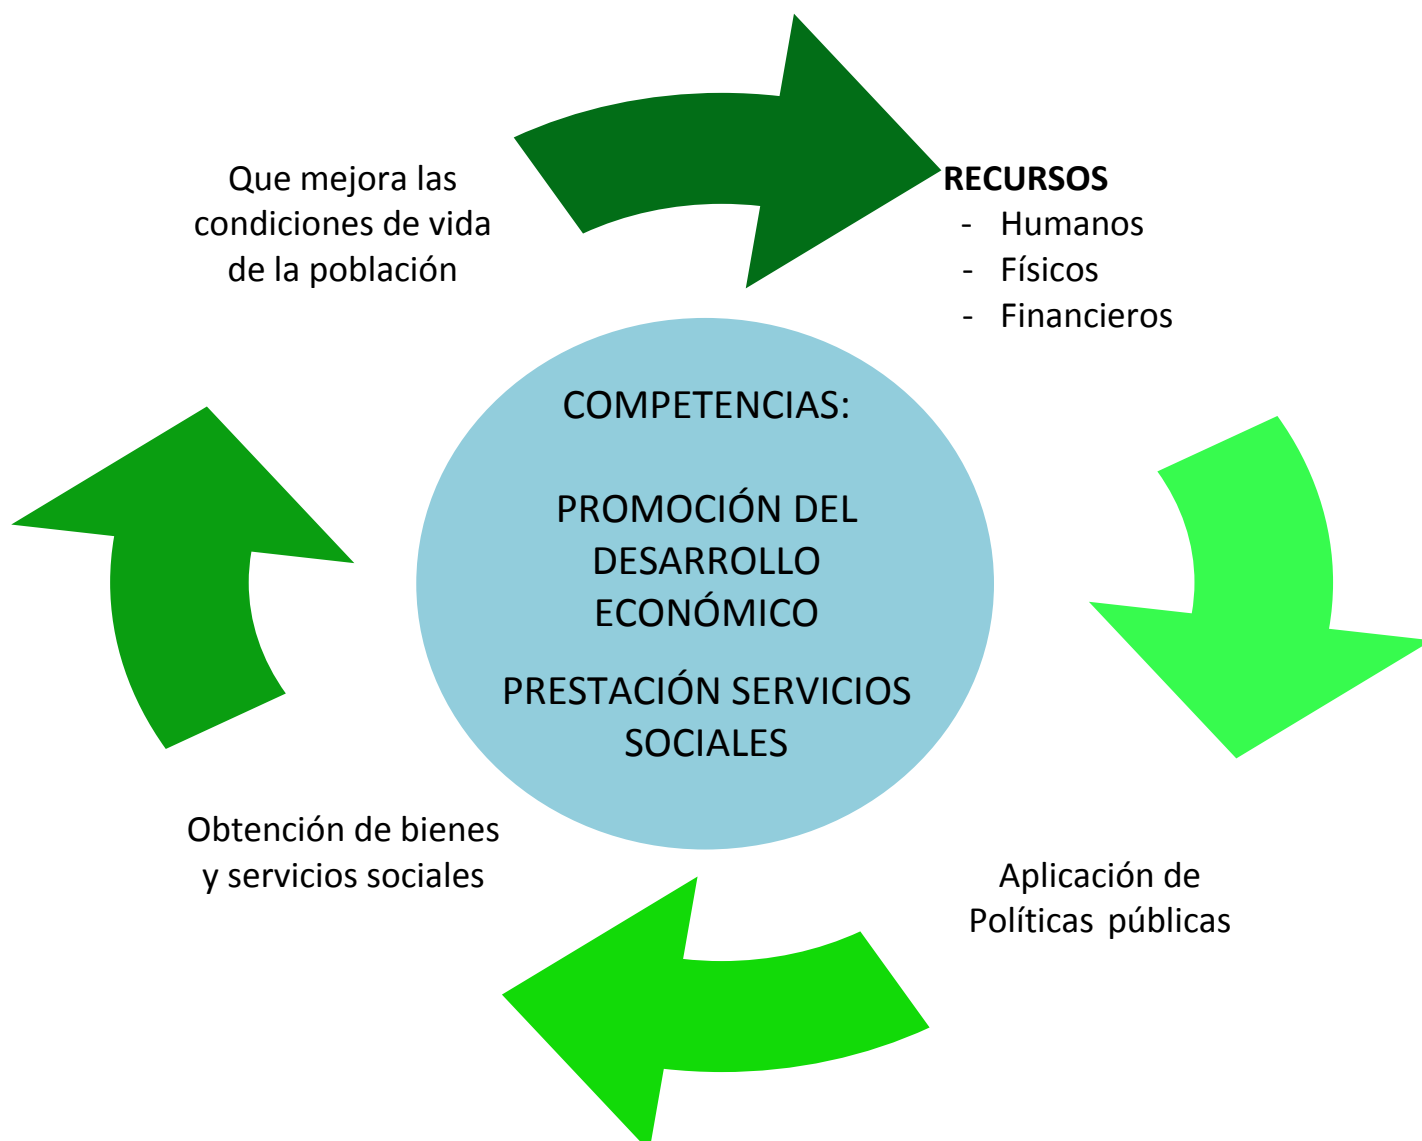 Que mejora las
condiciones de vida
de la población
RECURSOS
- Humanos
- Físicos
- Financieros
COMPETENCIAS:
PROMOCIÓN DEL
DESARROLLO
ECONÓMICO
PRESTACIÓN SERVICIOS
SOCIALES
Obtención de bienes
y servicios sociales
Aplicación de
Políticas públicas